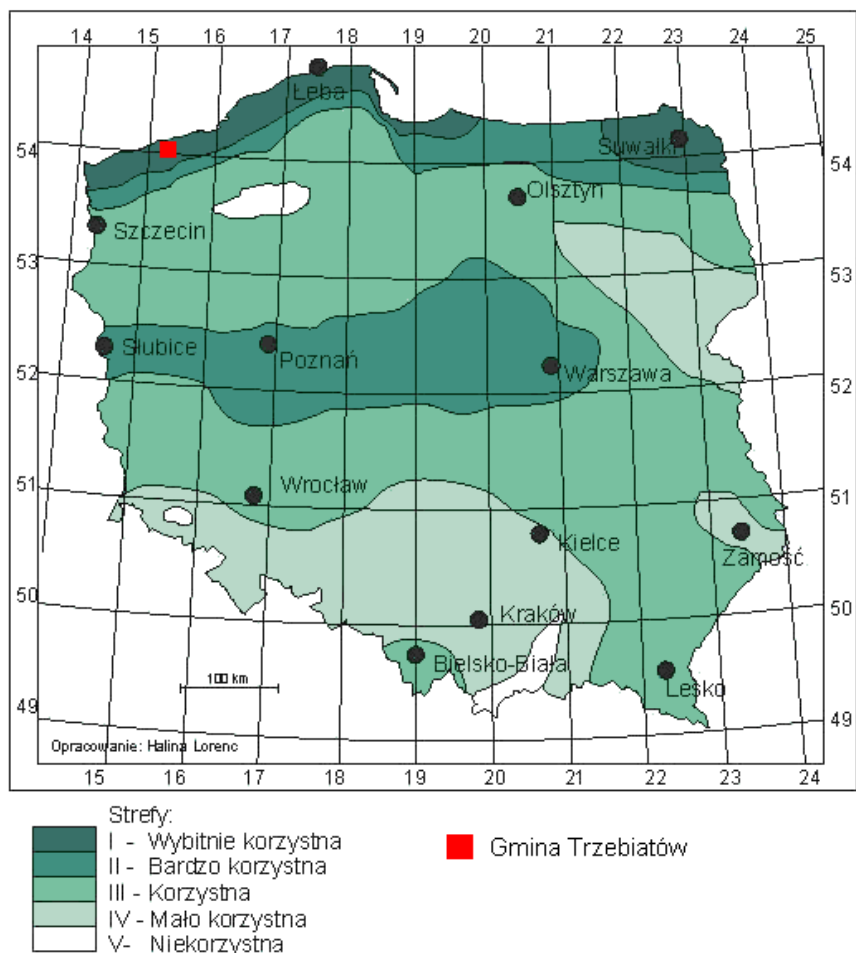 14 15 16 17 18 19 20 21 22 23 24 25
Łeba
54 54
Suwałki
Olsztyn
Szczecin
53 53
Słubice
Poznań
Warszawa
52 52
Wrocław
51 51
Kielce
Zamość
50 50
Kraków
Bielsko-Biała
Lesko
100 km
49 49
Opracowanie: Halina Lorenc
15 16 17 18 19 20 21 22 23 24
Strefy:
I - Wybitnie korzystna
II - Bardzo korzystna
III - Korzystna
IV - Mało korzystna
V- Niekorzystna
Gmina Trzebiatów